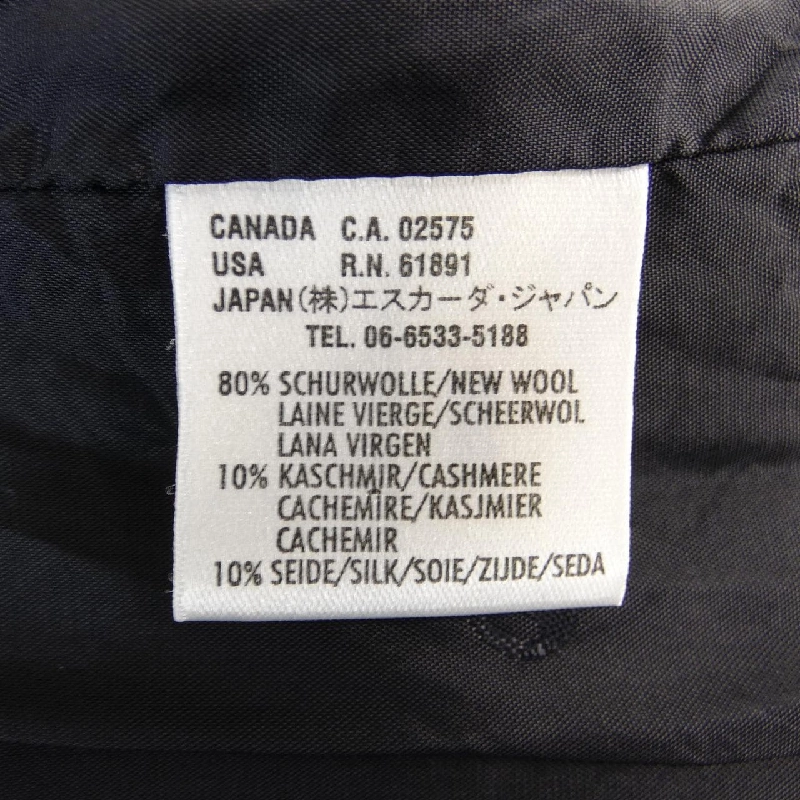 CANADA C.A. 02575
USA R.N. 61891
JAPAN(株)エスカーダ・ジャパン
TEL. 06-6533-5188
80% SCHURWOLLE/NEW WOOL
LAINE VIERGE/SCHEERWOL
LANA VIRGEN
10% KASCHMIR/CASHMERE
CACHEMÎRE/KASJMIER
CACHEMIR
10% SEIDE/SILK/SOIE/ZIJDE/SEDA